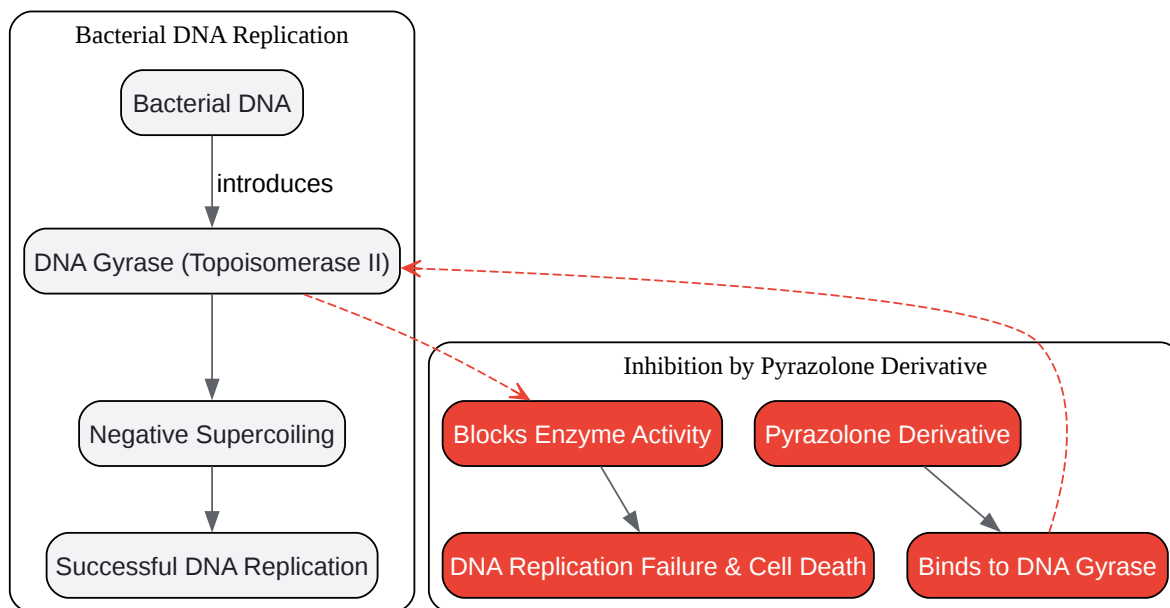 Bacterial DNA Replication
Bacterial DNA
introduces
DNA Gyrase (Topoisomerase II)
Negative Supercoiling
Successful DNA Replication
Inhibition by Pyrazolone Derivative
Blocks Enzyme Activity
Pyrazolone Derivative
DNA Replication Failure & Cell Death
Binds to DNA Gyrase